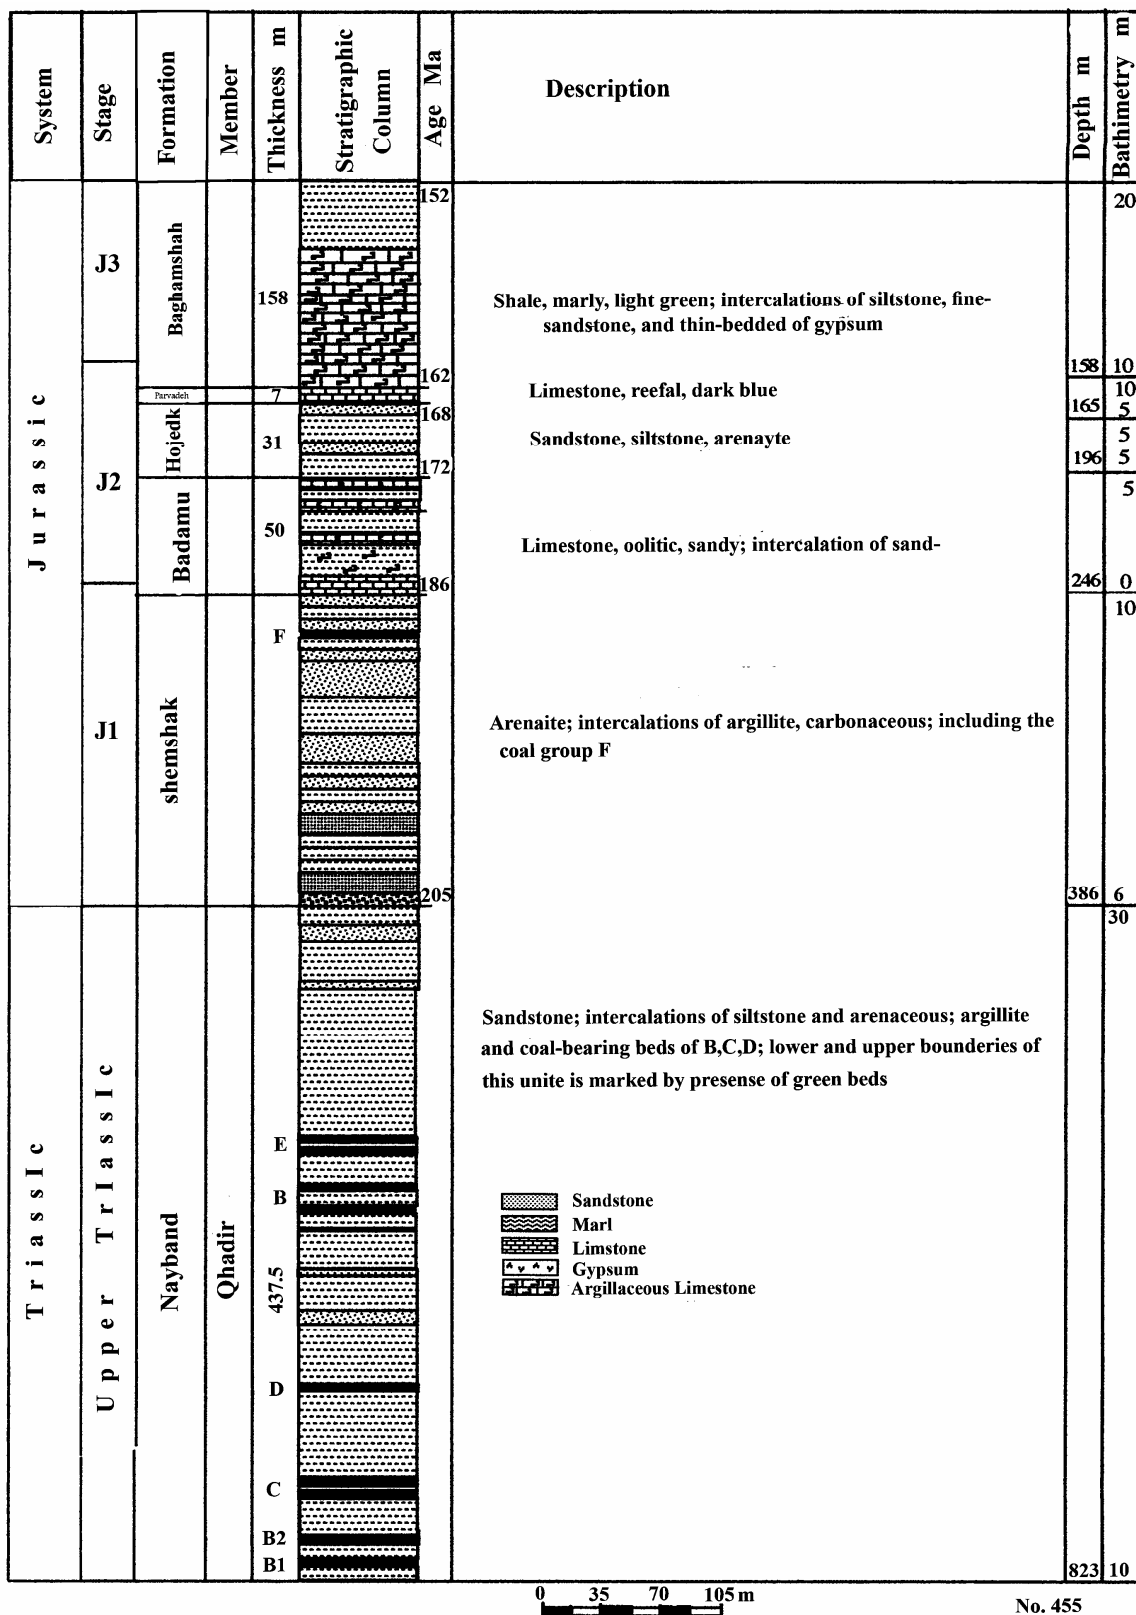 System
Stage
Formation
Member
Thickness m
Stratigraphic
Column
Age Ma
Description
Depth m
Bathimetry m
Jurassic
J3
Baghamshah
158
152
162
Shale, marly, light green; intercalations of siltstone, fine-
sandstone, and thin-bedded of gypsum
20
158
10
J2
Parvadeh
7
Limestone, reefal, dark blue
10
165
5
Hojedk
31
168
172
Sandstone, siltstone, arenayte
5
196
5
Badamu
50
186
Limestone, oolitic, sandy; intercalation of sand-
5
246
0
J1
shemshak
F
205
Arenaite; intercalations of argillite, carbonaceous; including the
coal group F
10
386
6
TriassIc
Upper TrIassIc
Nayband
Qhadir
437.5
E
B
D
C
B2
B1
Sandstone; intercalations of siltstone and arenaceous; argillite
and coal-bearing beds of B,C,D; lower and upper bounderies of
this unite is marked by presense of green beds
30
Sandstone
Marl
Limstone
Gypsum
Argillaceous Limestone
823
10
0 35 70 105 m
No. 455